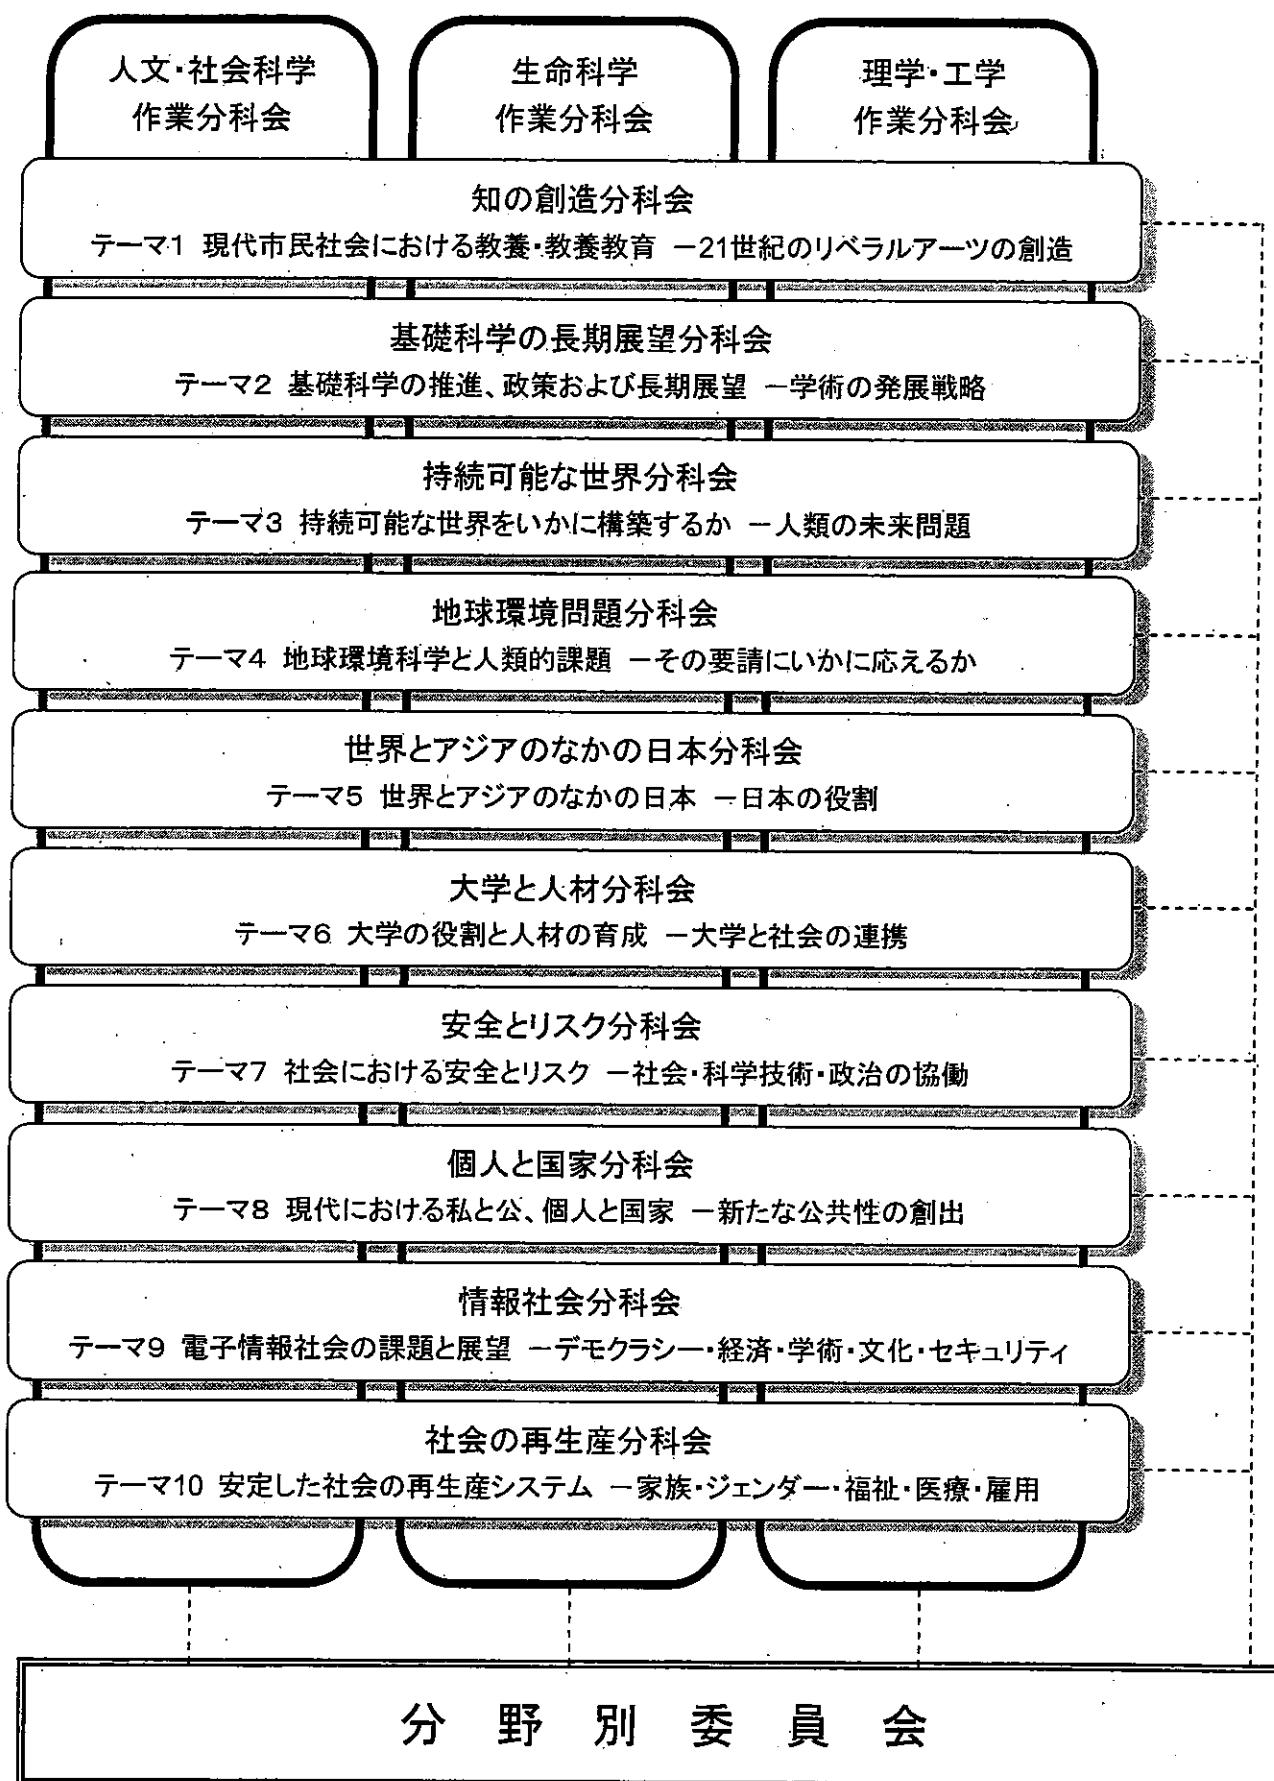 人文・社会科学
作業分科会
生命科学
作業分科会
理学・工学
作業分科会
知の創造分科会
テーマ1 現代市民社会における教養・教養教育 －21世紀のリベラルアーツの創造
基礎科学の長期展望分科会
テーマ2 基礎科学の推進、政策および長期展望 －学術の発展戦略
持続可能な世界分科会
テーマ3 持続可能な世界をいかに構築するか －人類の未来問題
地球環境問題分科会
テーマ4 地球環境科学と人類的課題 －その要請にいかに応えるか
世界とアジアのなかの日本分科会
テーマ5 世界とアジアのなかの日本 －日本の役割
大学と人材分科会
テーマ6 大学の役割と人材の育成 －大学と社会の連携
安全とリスク分科会
テーマ7 社会における安全とリスク －社会・科学技術・政治の協働
個人と国家分科会
テーマ8 現代における私と公、個人と国家 －新たな公共性の創出
情報社会分科会
テーマ9 電子情報社会の課題と展望 －デモクラシー・経済・学術・文化・セキュリティ
社会の再生産分科会
テーマ10 安定した社会の再生産システム －家族・ジェンダー・福祉・医療・雇用
分野別委員会